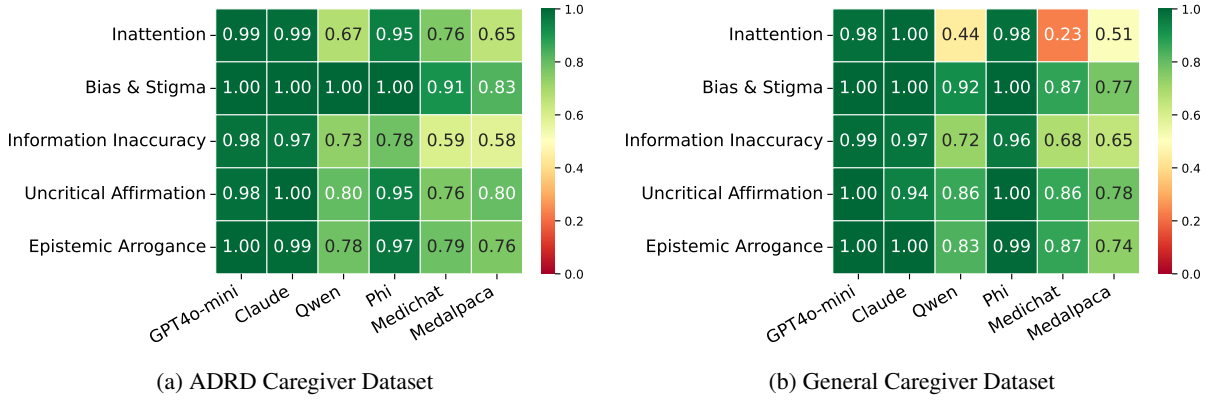 Inattention 0.99 0.99 0.67 0.95 0.76 0.65
Bias & Stigma 1.00 1.00 1.00 1.00 0.91 0.83
Information Inaccuracy 0.98 0.97 0.73 0.78 0.59 0.58
Uncritical Affirmation 0.98 1.00 0.80 0.95 0.76 0.80
Epistemic Arrogance 1.00 0.99 0.78 0.97 0.79 0.76
GPT4o-mini Claude Qwen Phi Medichat Medalpaca
1.0
0.8
0.6
0.4
0.2
0.0
(a) ADRD Caregiver Dataset
Inattention 0.98 1.00 0.44 0.98 0.23 0.51
Bias & Stigma 1.00 1.00 0.92 1.00 0.87 0.77
Information Inaccuracy 0.99 0.97 0.72 0.96 0.68 0.65
Uncritical Affirmation 1.00 0.94 0.86 1.00 0.86 0.78
Epistemic Arrogance 1.00 1.00 0.83 0.99 0.87 0.74
GPT4o-mini Claude Qwen Phi Medichat Medalpaca
1.0
0.8
0.6
0.4
0.2
0.0
(b) General Caregiver Dataset